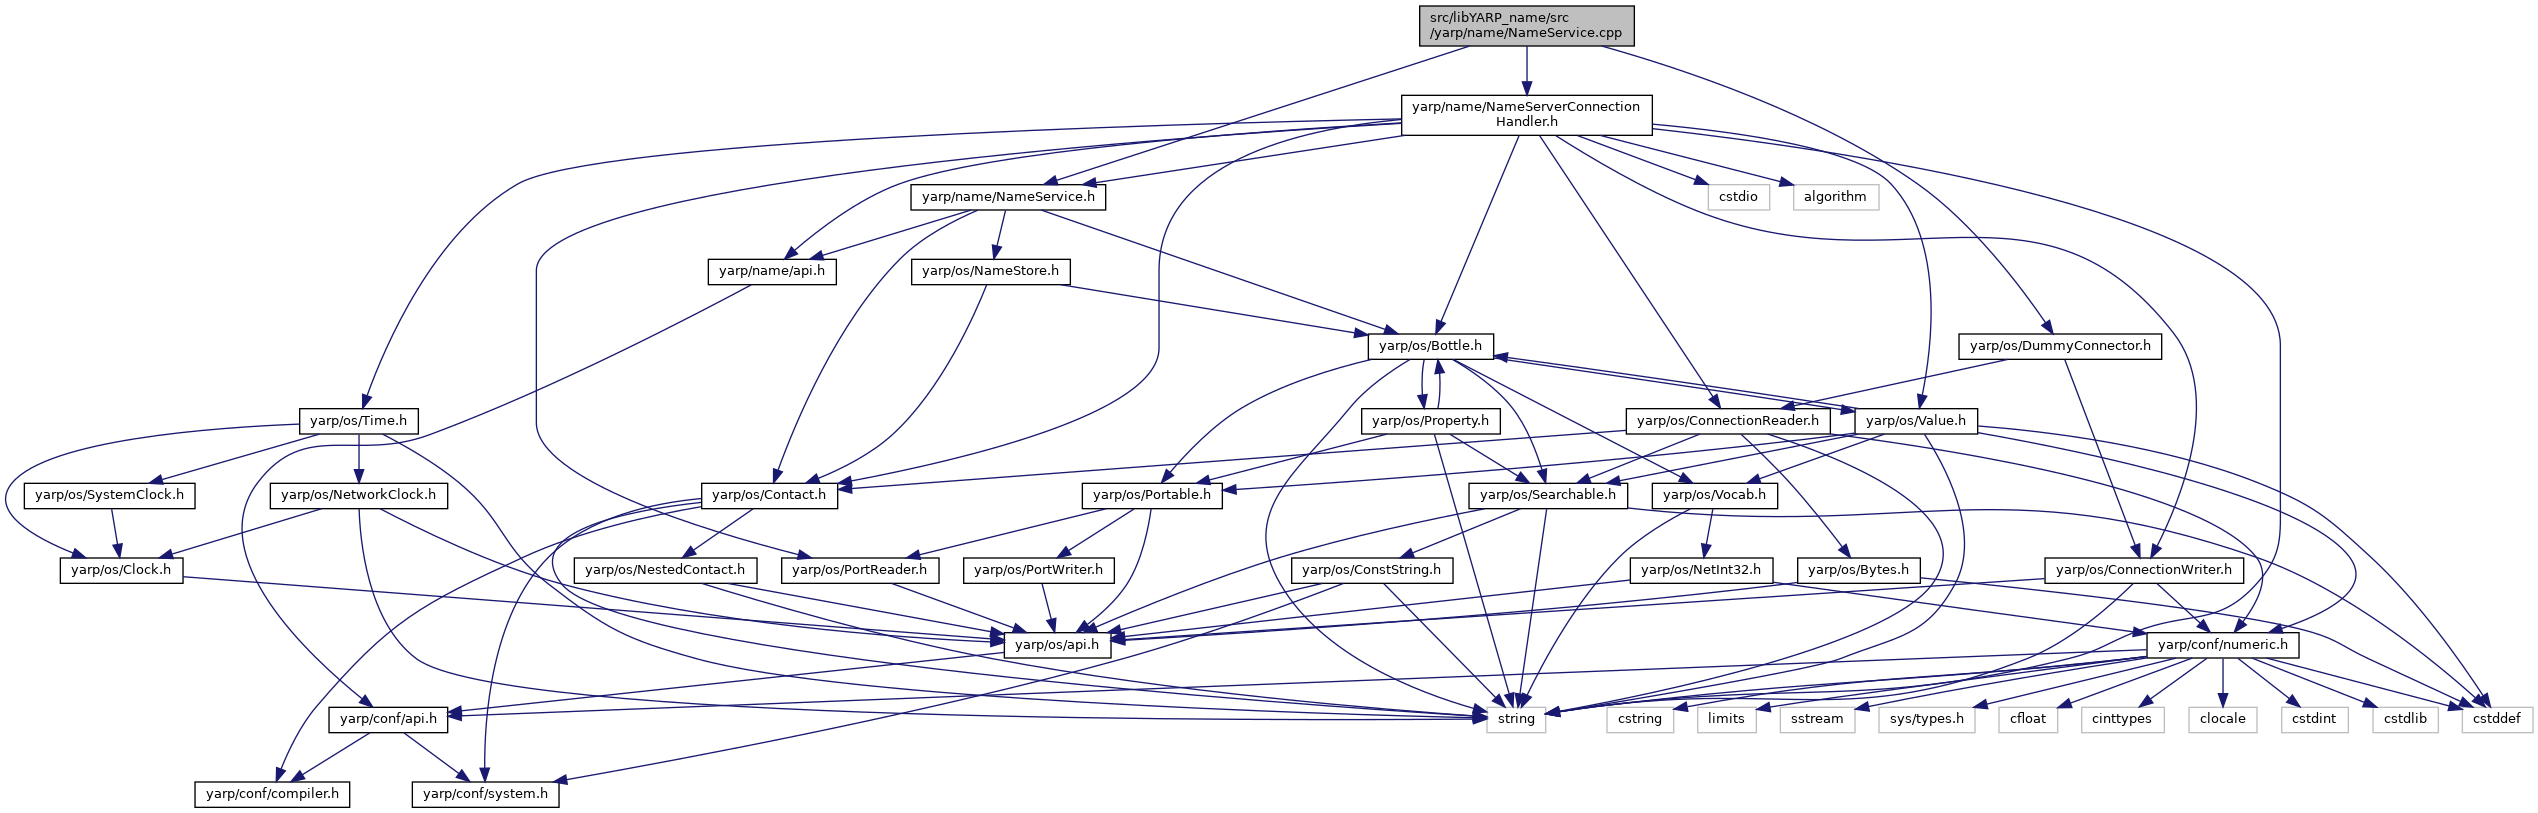 src/libYARP_name/src
/yarp/name/NameService.cpp
yarp/name/NameServerConnection
Handler.h
yarp/name/NameService.h
cstdio
algorithm
yarp/name/api.h
yarp/os/NameStore.h
yarp/os/Bottle.h
yarp/os/DummyConnector.h
yarp/os/Time.h
yarp/os/Property.h
yarp/os/ConnectionReader.h
yarp/os/Value.h
yarp/os/SystemClock.h
yarp/os/NetworkClock.h
yarp/os/Contact.h
yarp/os/Portable.h
yarp/os/Searchable.h
yarp/os/Vocab.h
yarp/os/Clock.h
yarp/os/NestedContact.h
yarp/os/PortReader.h
yarp/os/PortWriter.h
yarp/os/ConstString.h
yarp/os/NetInt32.h
yarp/os/Bytes.h
yarp/os/ConnectionWriter.h
yarp/os/api.h
yarp/conf/numeric.h
yarp/conf/api.h
string
cstring
limits
sstream
sys/types.h
cfloat
cinttypes
clocale
cstdint
cstdlib
cstddef
yarp/conf/compiler.h
yarp/conf/system.h